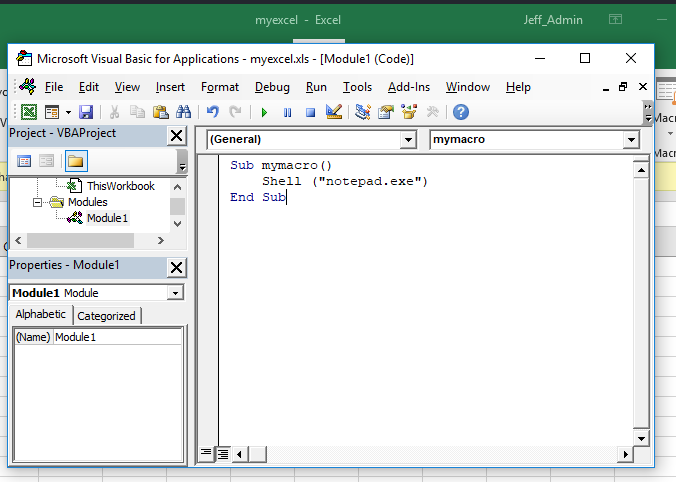 myexcel - Excel
Jeff_Admin
Microsoft Visual Basic for Applications - myexcel.xls - [Module1 (Code)]
File Edit View Insert Format Debug Run Tools Add-Ins Window Help
Project - VBAProject
ThisWorkbook
Modules
Module1
Properties - Module1
Module1 Module
Alphabetic Categorized
(Name) Module1
(General) mymacro
Sub mymacro()
Shell ("notepad.exe")
End Sub